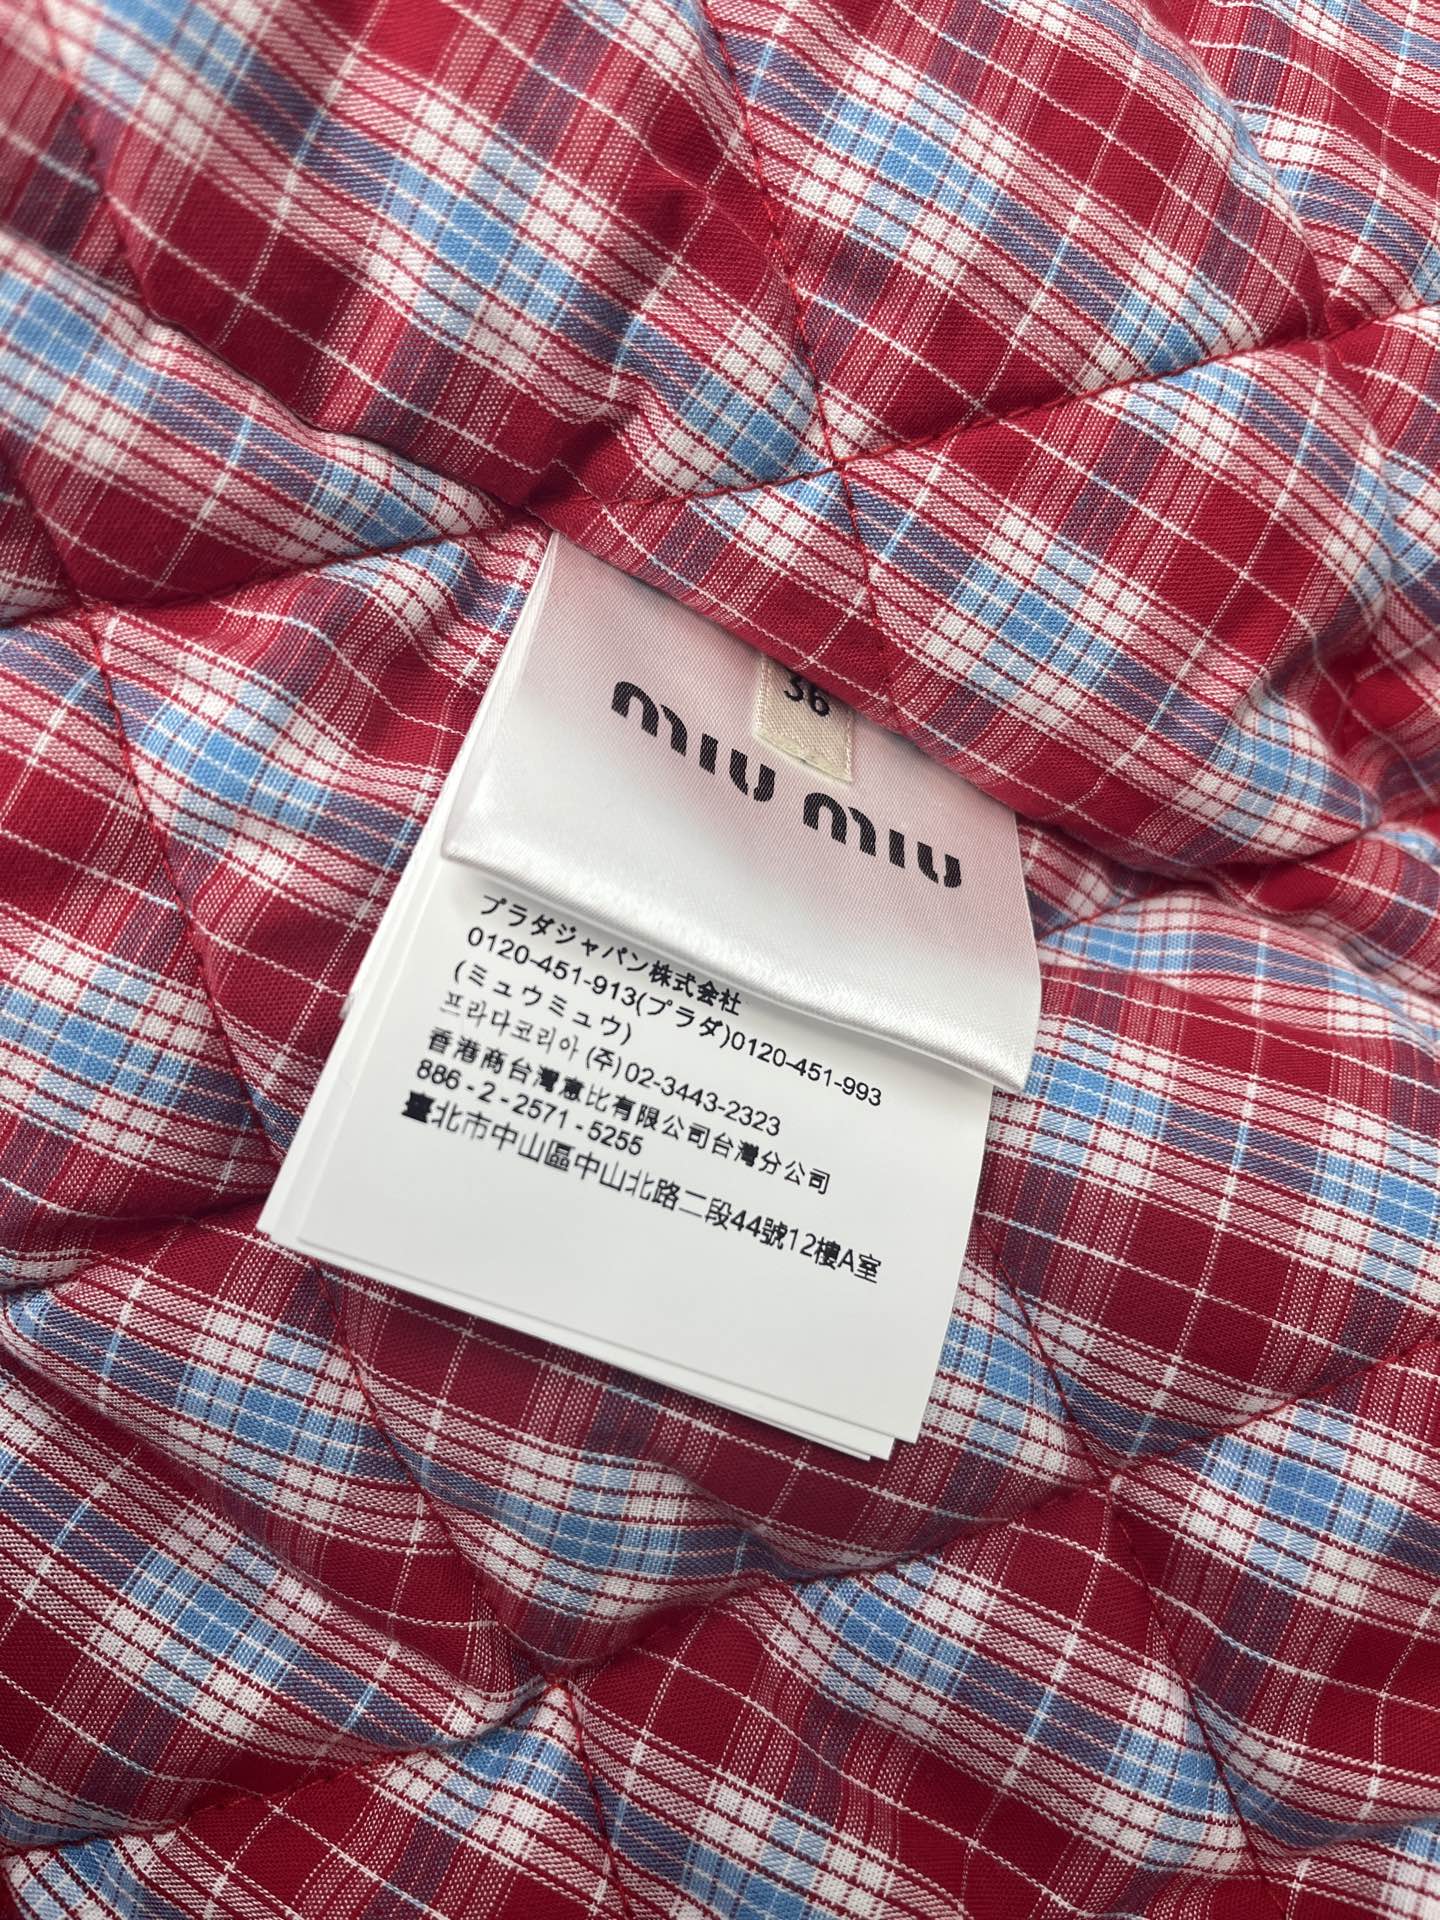 36
miu miu
プラダジャパン株式会社
0120-451-913(プラダ)0120-451-993
(ミュウミュウ)
프라다코리아 (주) 02-3443-2323
香港商台灣惠比有限公司台灣分公司
886 - 2 - 2571 - 5255
臺北市中山區中山北路二段44號12樓A室